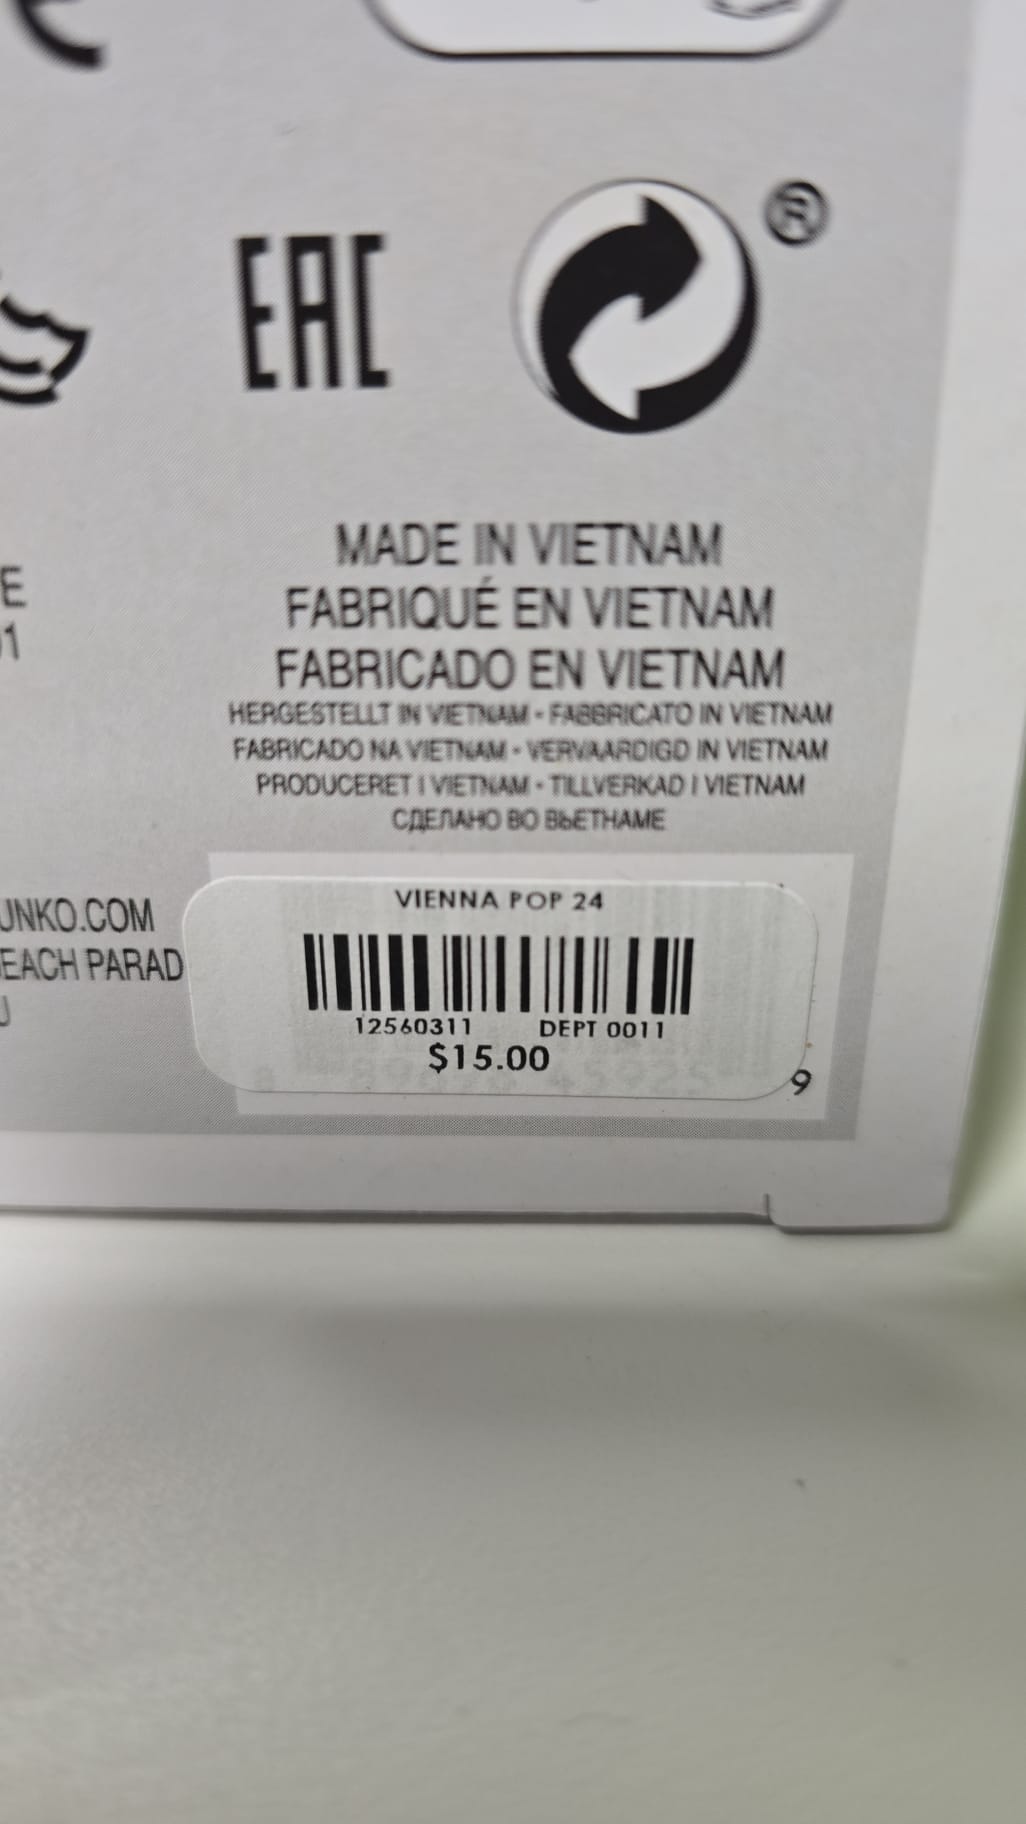 EAC
®
MADE IN VIETNAM
FABRIQUÉ EN VIETNAM
FABRICADO EN VIETNAM
HERGESTELLT IN VIETNAM • FABBRICATO IN VIETNAM
FABRICADO NA VIETNAM • VERVAARDIGD IN VIETNAM
PRODUCERET I VIETNAM • TILLVERKAD I VIETNAM
СДЕЛАНО ВО ВЬЕТНАМЕ
E
01
UNKO.COM
EACH PARAD
U
VIENNA POP 24
12560311 DEPT 0011
$15.00
9